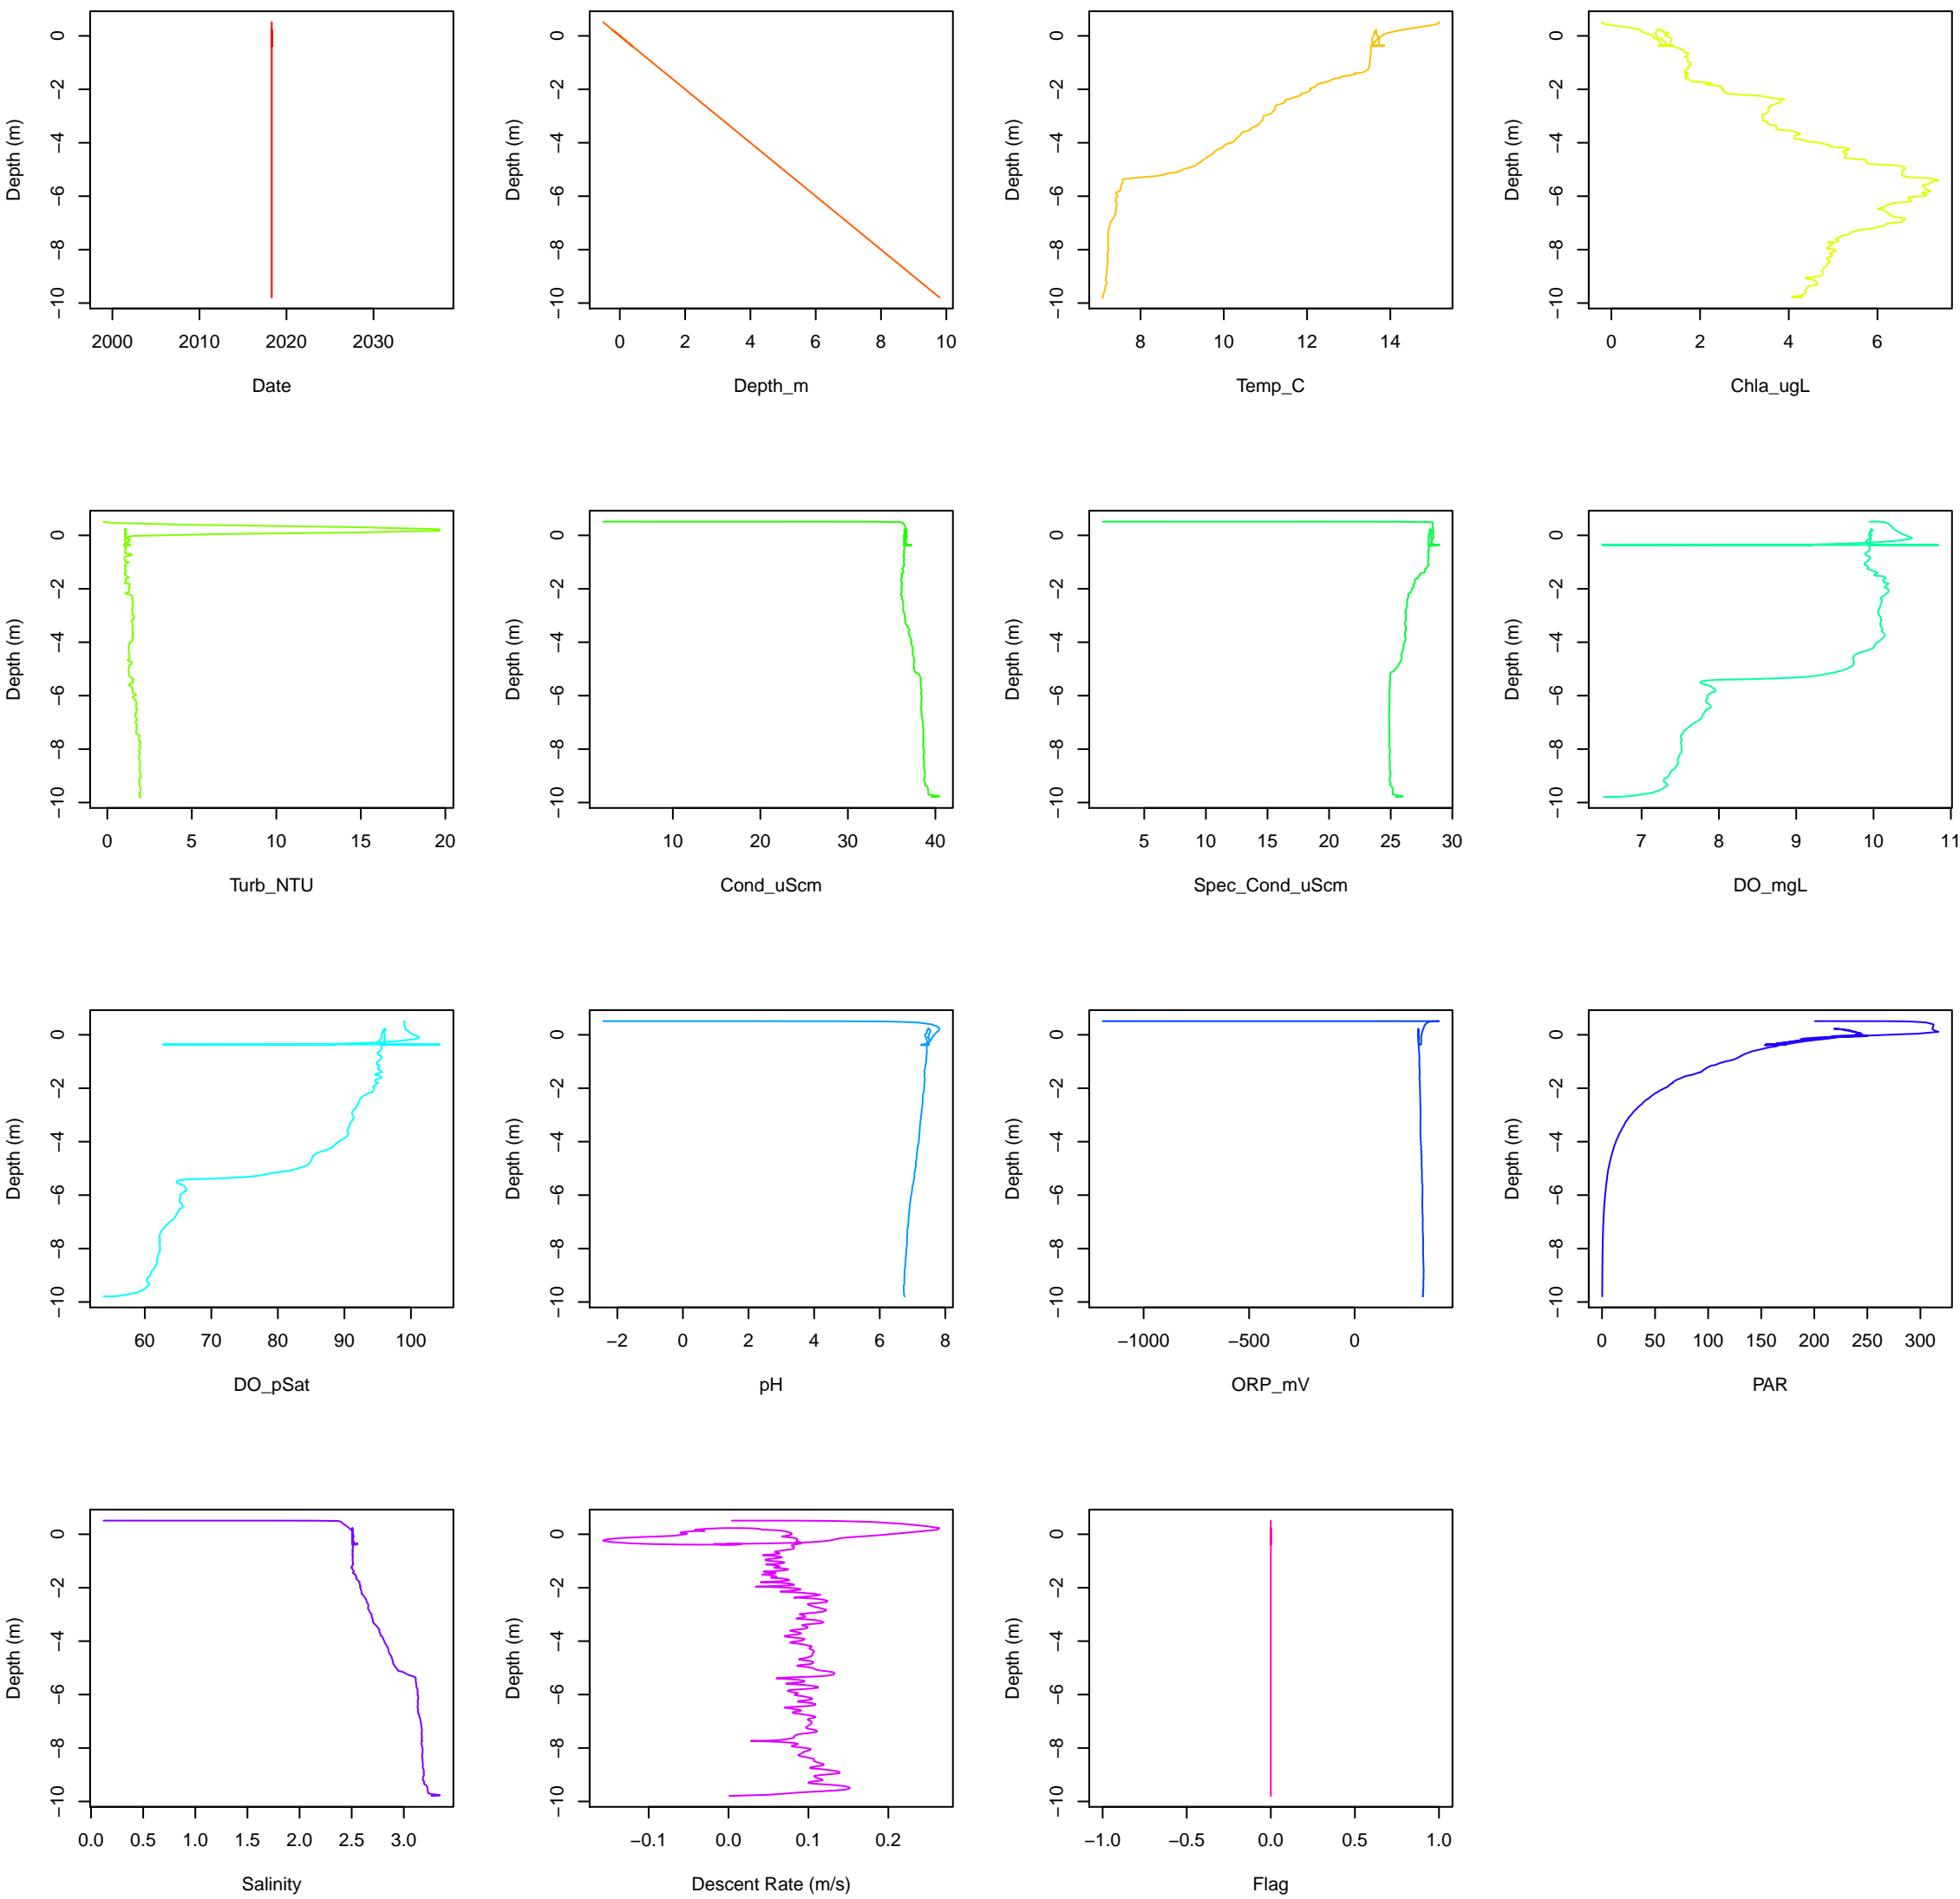 0
−2
−4
−6
−8
−10
Depth (m)
2000 2010 2020 2030
Date
0
−2
−4
−6
−8
−10
Depth (m)
0 2 4 6 8 10
Depth_m
0
−2
−4
−6
−8
−10
Depth (m)
8 10 12 14
Temp_C
0
−2
−4
−6
−8
−10
Depth (m)
0 2 4 6
Chla_ugL
0
−2
−4
−6
−8
−10
Depth (m)
0 5 10 15 20
Turb_NTU
0
−2
−4
−6
−8
−10
Depth (m)
10 20 30 40
Cond_uScm
0
−2
−4
−6
−8
−10
Depth (m)
5 10 15 20 25 30
Spec_Cond_uScm
0
−2
−4
−6
−8
−10
Depth (m)
7 8 9 10 11
DO_mgL
0
−2
−4
−6
−8
−10
Depth (m)
60 70 80 90 100
DO_pSat
0
−2
−4
−6
−8
−10
Depth (m)
−2 0 2 4 6 8
pH
0
−2
−4
−6
−8
−10
Depth (m)
−1000 −500 0
ORP_mV
0
−2
−4
−6
−8
−10
Depth (m)
0 50 100 150 200 250 300
PAR
0
−2
−4
−6
−8
−10
Depth (m)
0.0 0.5 1.0 1.5 2.0 2.5 3.0
Salinity
0
−2
−4
−6
−8
−10
Depth (m)
−0.1 0.0 0.1 0.2
Descent Rate (m/s)
0
−2
−4
−6
−8
−10
Depth (m)
−1.0 −0.5 0.0 0.5 1.0
Flag